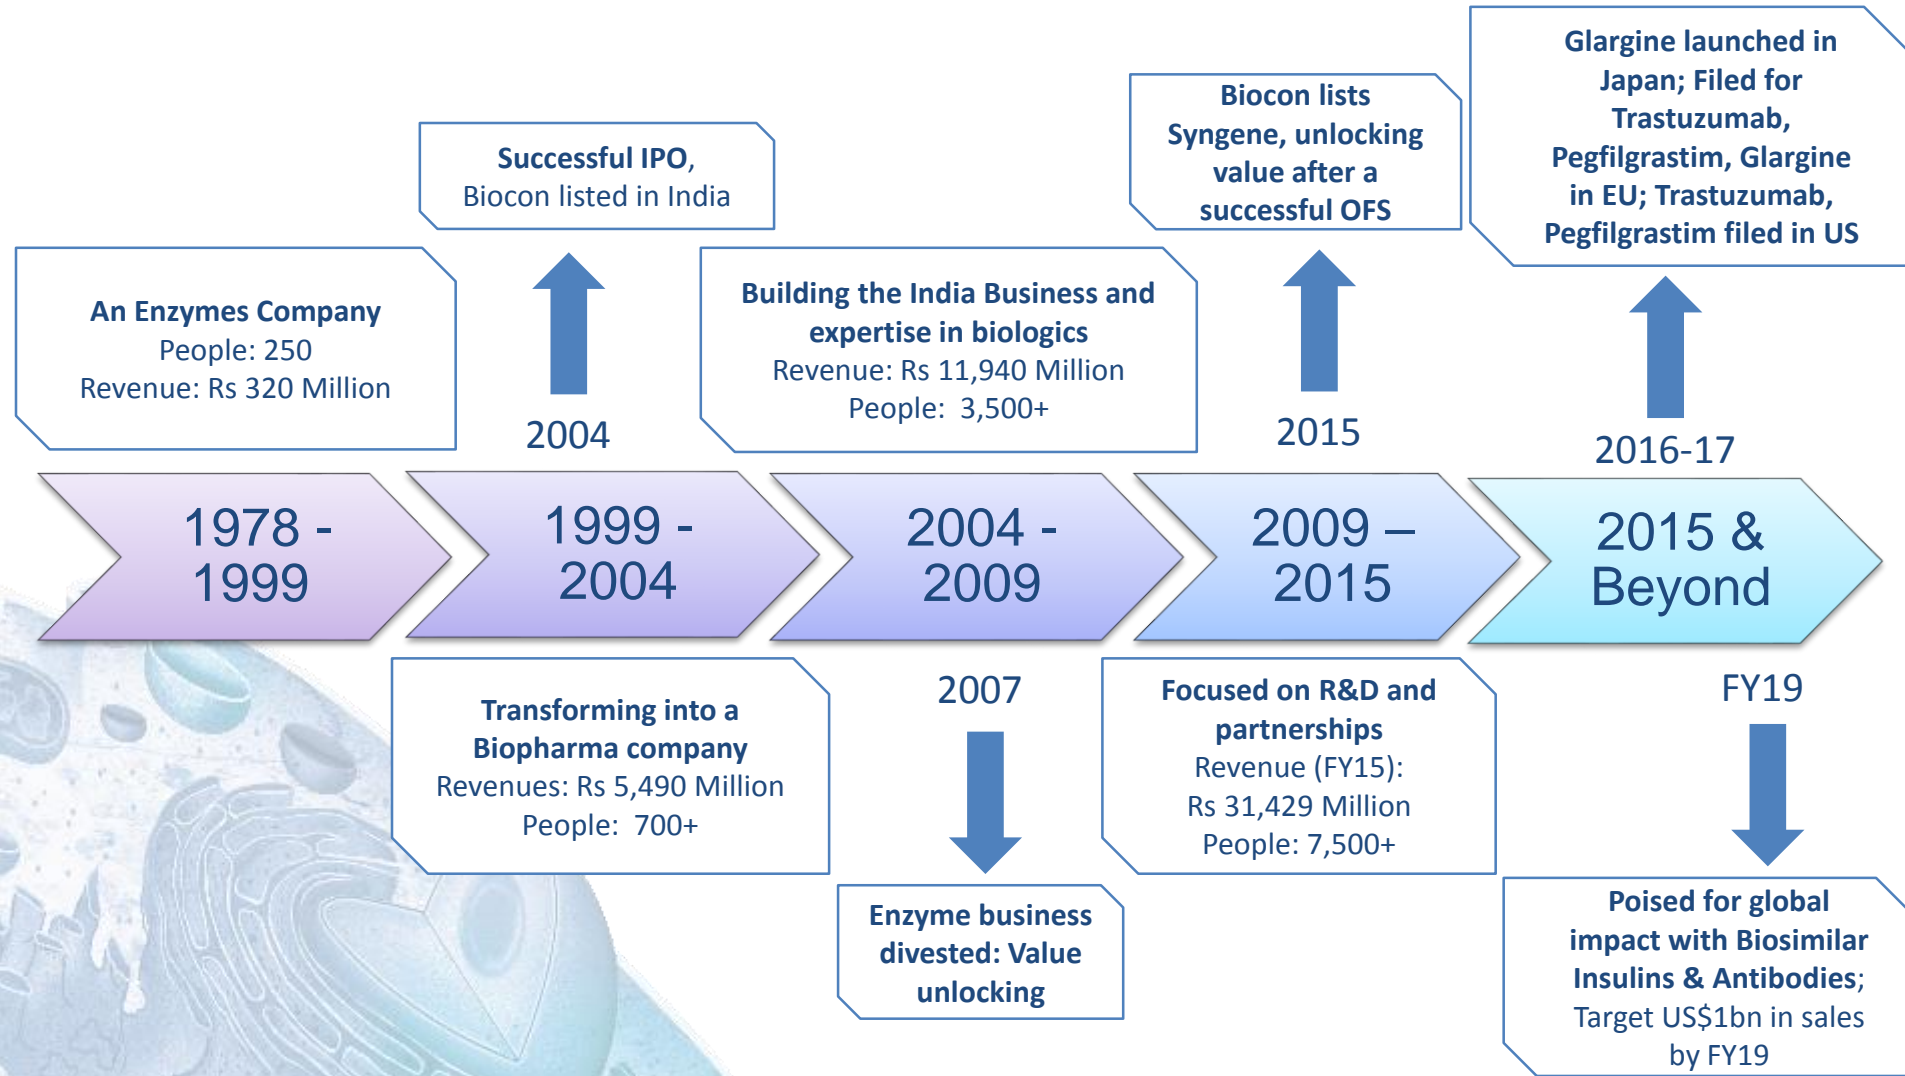 An Enzymes Company
People: 250
Revenue: Rs 320 Million
Successful IPO,
Biocon listed in India
2004
Building the India Business and
expertise in biologics
Revenue: Rs 11,940 Million
People: 3,500+
Biocon lists
Syngene, unlocking
value after a
successful OFS
2015
Glargine launched in
Japan; Filed for
Trastuzumab,
Pegfilgrastim, Glargine
in EU; Trastuzumab,
Pegfilgrastim filed in US
2016-17
1978 -
1999
1999 -
2004
2004 -
2009
2009 –
2015
2015 &
Beyond
Transforming into a
Biopharma company
Revenues: Rs 5,490 Million
People: 700+
2007
Enzyme business
divested: Value
unlocking
Focused on R&D and
partnerships
Revenue (FY15):
Rs 31,429 Million
People: 7,500+
FY19
Poised for global
impact with Biosimilar
Insulins & Antibodies;
Target US$1bn in sales
by FY19